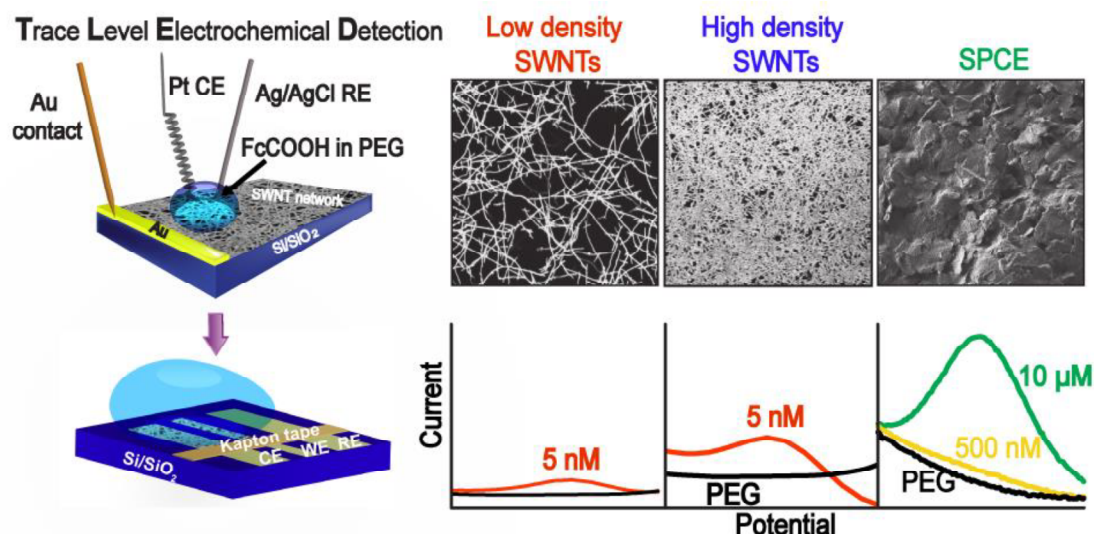 Trace Level Electrochemical Detection
Au
contact
Pt CE
Ag/AgCl RE
FcCOOH in PEG
SWNT network
Au
Si/SiO₂
Kapton tape
CE WE RE
Si/SiO₂
Low density
SWNTs
High density
SWNTs
SPCE
Current
5 nM
5 nM
PEG
10 µM
500 nM
PEG
Potential